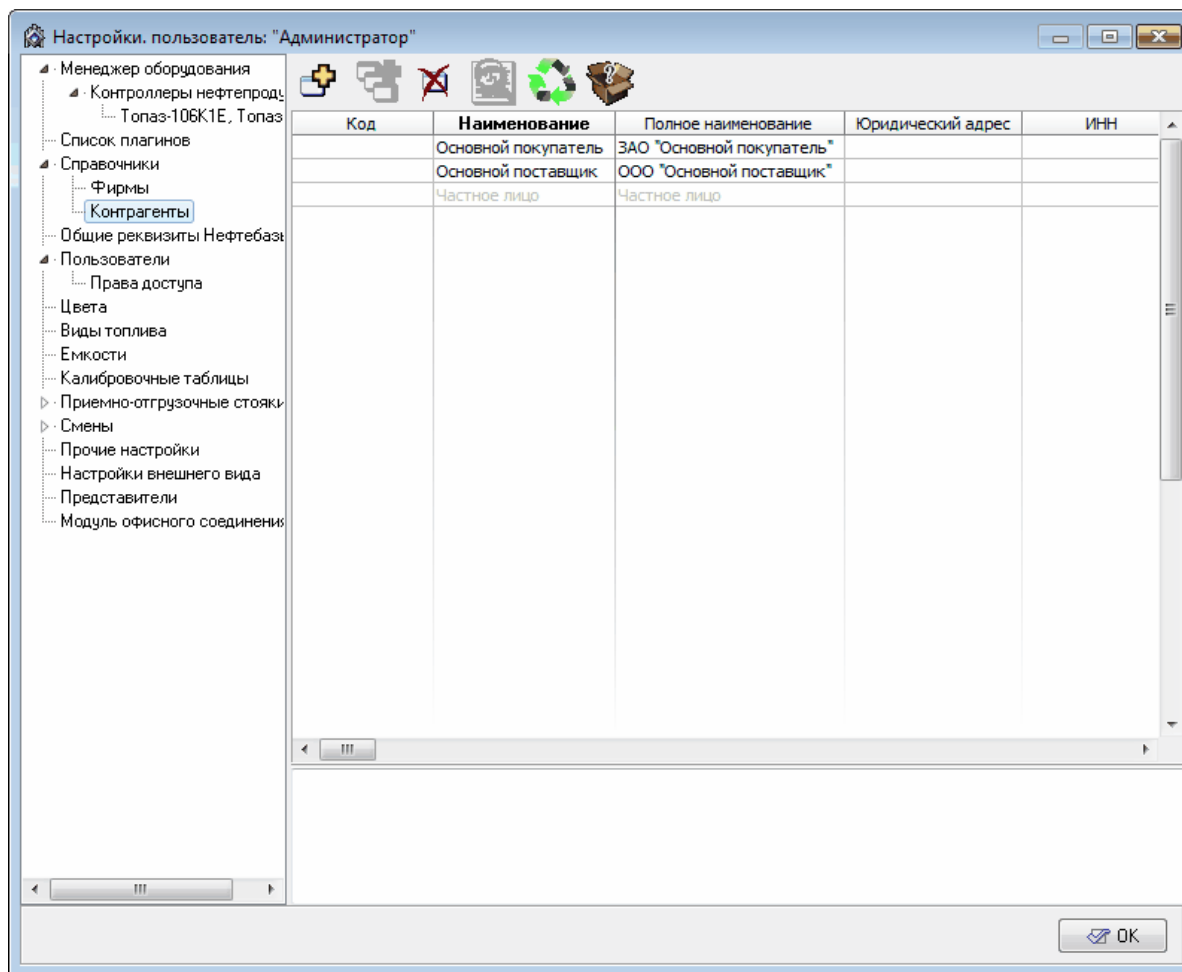 Настройки. пользователь: "Администратор"
Менеджер оборудования
Контроллеры нефтепроду
Топаз-106К1Е, Топаз
Список плагинов
Справочники
Фирмы
Контрагенты
Общие реквизиты Нефтебазы
Пользователи
Права доступа
Цвета
Виды топлива
Емкости
Калибровочные таблицы
Приемно-отгрузочные стояки
Смены
Прочие настройки
Настройки внешнего вида
Представители
Модуль офисного соединения
Код Наименование Полное наименование Юридический адрес ИНН
Основной покупатель ЗАО "Основной покупатель"
Основной поставщик ООО "Основной поставщик"
Частное лицо Частное лицо
OK